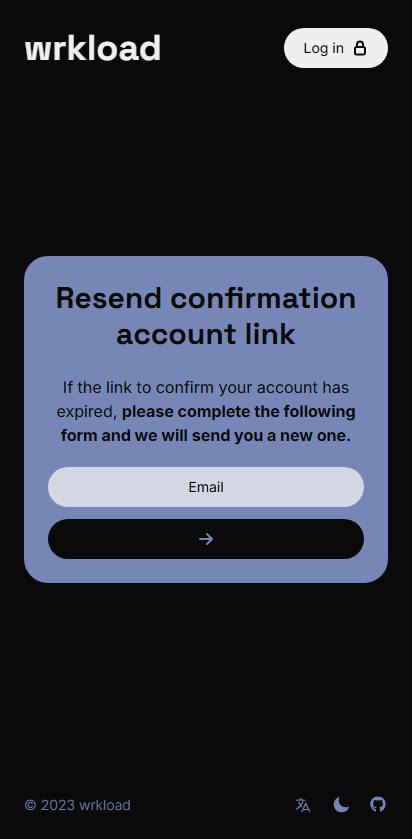 wrkload
Log in
Resend confirmation
account link
If the link to confirm your account has
expired, please complete the following
form and we will send you a new one.
Email
© 2023 wrkload